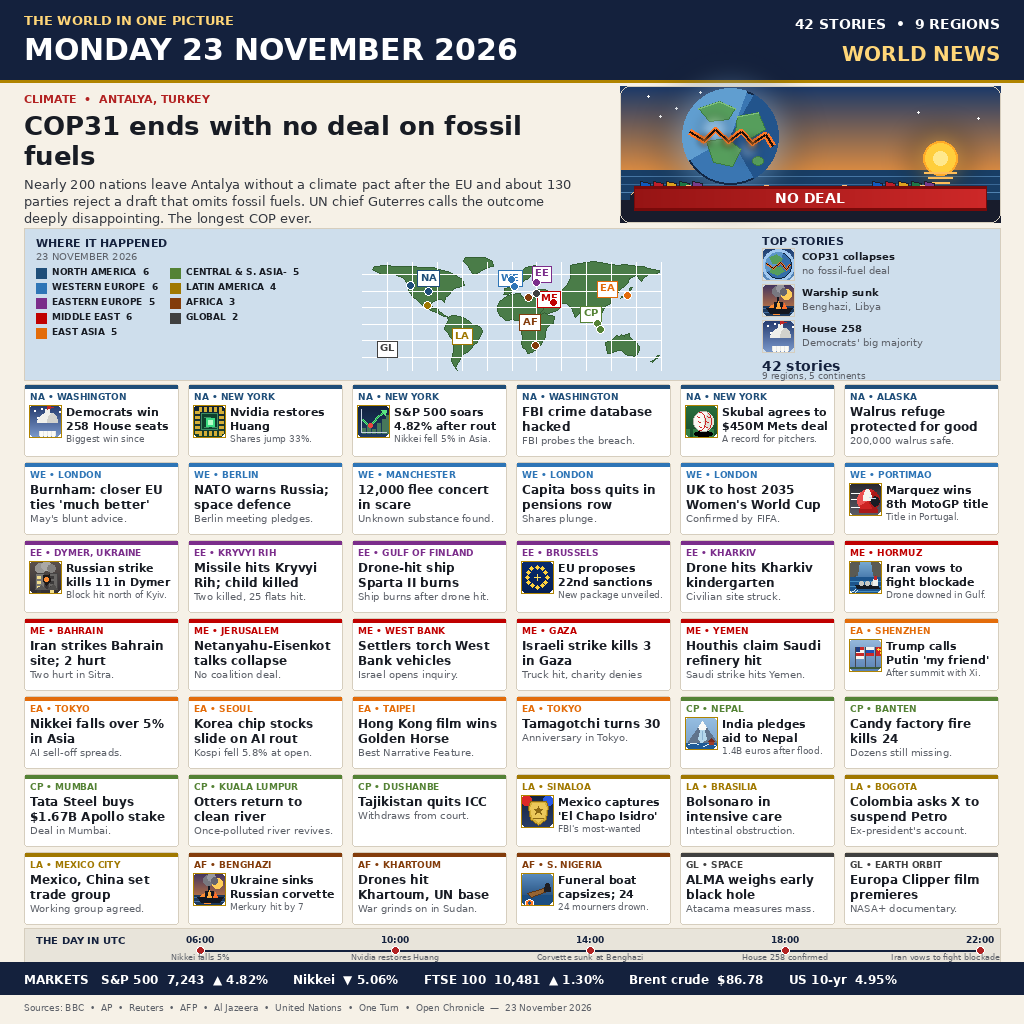 THE WORLD IN ONE PICTURE
MONDAY 23 NOVEMBER 2026
42 STORIES • 9 REGIONS
WORLD NEWS
CLIMATE • ANTALYA, TURKEY
COP31 ends with no deal on fossil
fuels
Nearly 200 nations leave Antalya without a climate pact after the EU and about 130
parties reject a draft that omits fossil fuels. UN chief Guterres calls the outcome
deeply disappointing. The longest COP ever.
NO DEAL
WHERE IT HAPPENED
23 NOVEMBER 2026
NORTH AMERICA 6
CENTRAL & S. ASIA- 5
WESTERN EUROPE 6
LATIN AMERICA 4
EASTERN EUROPE 5
AFRICA 3
MIDDLE EAST 6
GLOBAL 2
EAST ASIA 5
NA
WE
EE
ME
EA
CP
AF
LA
GL
TOP STORIES
COP31 collapses
no fossil-fuel deal
Warship sunk
Benghazi, Libya
House 258
Democrats' big majority
42 stories
9 regions, 5 continents
NA • WASHINGTON
Democrats win
258 House seats
Biggest win since
NA • NEW YORK
Nvidia restores
Huang
Shares jump 33%.
NA • NEW YORK
S&P 500 soars
4.82% after rout
Nikkei fell 5% in Asia.
NA • WASHINGTON
FBI crime database
hacked
FBI probes the breach.
NA • NEW YORK
Skubal agrees to
$450M Mets deal
A record for pitchers.
NA • ALASKA
Walrus refuge
protected for good
200,000 walrus safe.
WE • LONDON
Burnham: closer EU
ties 'much better'
May's blunt advice.
WE • BERLIN
NATO warns Russia;
space defence
Berlin meeting pledges.
WE • MANCHESTER
12,000 flee concert
in scare
Unknown substance found.
WE • LONDON
Capita boss quits in
pensions row
Shares plunge.
WE • LONDON
UK to host 2035
Women's World Cup
Confirmed by FIFA.
WE • PORTIMAO
Marquez wins
8th MotoGP title
Title in Portugal.
EE • DYMER, UKRAINE
Russian strike
kills 11 in Dymer
Block hit north of Kyiv.
EE • KRYVYI RIH
Missile hits Kryvyi
Rih; child killed
Two killed, 25 flats hit.
EE • GULF OF FINLAND
Drone-hit ship
Sparta II burns
Ship burns after drone hit.
EE • BRUSSELS
EU proposes
22nd sanctions
New package unveiled.
EE • KHARKIV
Drone hits Kharkiv
kindergarten
Civilian site struck.
ME • HORMUZ
Iran vows to
fight blockade
Drone downed in Gulf.
ME • BAHRAIN
Iran strikes Bahrain
site; 2 hurt
Two hurt in Sitra.
ME • JERUSALEM
Netanyahu-Eisenkot
talks collapse
No coalition deal.
ME • WEST BANK
Settlers torch West
Bank vehicles
Israel opens inquiry.
ME • GAZA
Israeli strike kills 3
in Gaza
Truck hit, charity denies
ME • YEMEN
Houthis claim Saudi
refinery hit
Saudi strike hits Yemen.
EA • SHENZHEN
Trump calls
Putin 'my friend'
After summit with Xi.
EA • TOKYO
Nikkei falls over 5%
in Asia
AI sell-off spreads.
EA • SEOUL
Korea chip stocks
slide on AI rout
Kospi fell 5.8% at open.
EA • TAIPEI
Hong Kong film wins
Golden Horse
Best Narrative Feature.
EA • TOKYO
Tamagotchi turns 30
Anniversary in Tokyo.
CP • NEPAL
India pledges
aid to Nepal
1.4B euros after flood.
CP • BANTEN
Candy factory fire
kills 24
Dozens still missing.
CP • MUMBAI
Tata Steel buys
$1.67B Apollo stake
Deal in Mumbai.
CP • KUALA LUMPUR
Otters return to
clean river
Once-polluted river revives.
CP • DUSHANBE
Tajikistan quits ICC
Withdraws from court.
LA • SINALOA
Mexico captures
'El Chapo Isidro'
FBI's most-wanted
LA • BRASILIA
Bolsonaro in
intensive care
Intestinal obstruction.
LA • BOGOTA
Colombia asks X to
suspend Petro
Ex-president's account.
LA • MEXICO CITY
Mexico, China set
trade group
Working group agreed.
AF • BENGHAZI
Ukraine sinks
Russian corvette
Merkury hit by 7
AF • KHARTOUM
Drones hit
Khartoum, UN base
War grinds on in Sudan.
AF • S. NIGERIA
Funeral boat
capsizes; 24
24 mourners drown.
GL • SPACE
ALMA weighs early
black hole
Atacama measures mass.
GL • EARTH ORBIT
Europa Clipper film
premieres
NASA+ documentary.
THE DAY IN UTC
06:00
10:00
14:00
18:00
22:00
Nikkei falls 5%
Nvidia restores Huang
Corvette sunk at Benghazi
House 258 confirmed
Iran vows to fight blockade
MARKETS S&P 500 7,243 ▲ 4.82% Nikkei ▼ 5.06% FTSE 100 10,481 ▲ 1.30% Brent crude $86.78 US 10-yr 4.95%
Sources: BBC • AP • Reuters • AFP • Al Jazeera • United Nations • One Turn • Open Chronicle — 23 November 2026